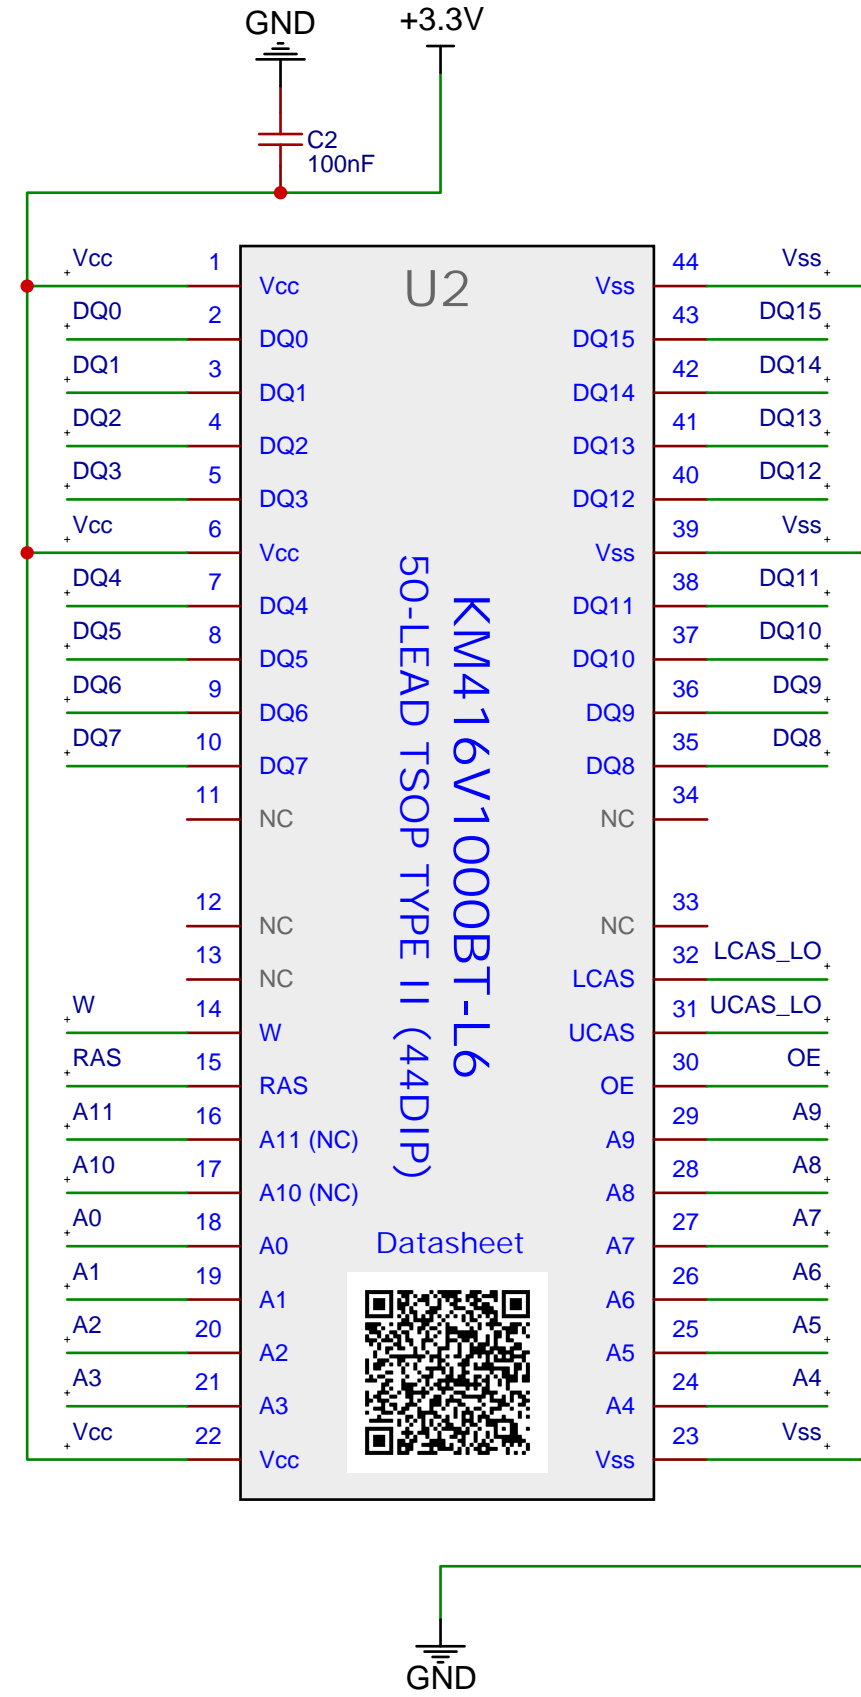 GND
+3.3V
C2
100nF
U2
Vcc 1 Vcc Vss 44 Vss
DQ0 2 DQ0 DQ15 43 DQ15
DQ1 3 DQ1 DQ14 42 DQ14
DQ2 4 DQ2 DQ13 41 DQ13
DQ3 5 DQ3 DQ12 40 DQ12
Vcc 6 Vcc Vss 39 Vss
DQ4 7 DQ4 DQ11 38 DQ11
DQ5 8 DQ5 DQ10 37 DQ10
DQ6 9 DQ6 DQ9 36 DQ9
DQ7 10 DQ7 DQ8 35 DQ8
11 NC NC 34
12 NC NC 33
13 NC LCAS 32 LCAS_LO
W 14 W UCAS 31 UCAS_LO
RAS 15 RAS OE 30 OE
A11 16 A11 (NC) A9 29 A9
A10 17 A10 (NC) A8 28 A8
A0 18 A0 A7 27 A7
A1 19 A1 A6 26 A6
A2 20 A2 A5 25 A5
A3 21 A3 A4 24 A4
Vcc 22 Vcc Vss 23 Vss
KM416V1000BT-L6
50-LEAD TSOP TYPE II (44DIP)
Datasheet
GND